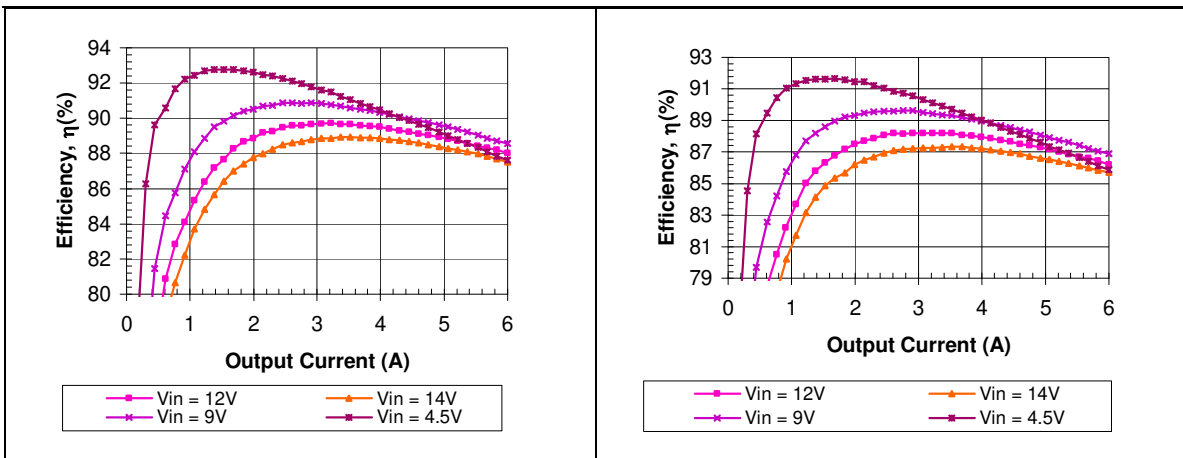 Efficiency, η(%)
94
92
90
88
86
84
82
80
0 1 2 3 4 5 6
Output Current (A)
Vin = 12V Vin = 14V
Vin = 9V Vin = 4.5V
Efficiency, η(%)
93
91
89
87
85
83
81
79
0 1 2 3 4 5 6
Output Current (A)
Vin = 12V Vin = 14V
Vin = 9V Vin = 4.5V